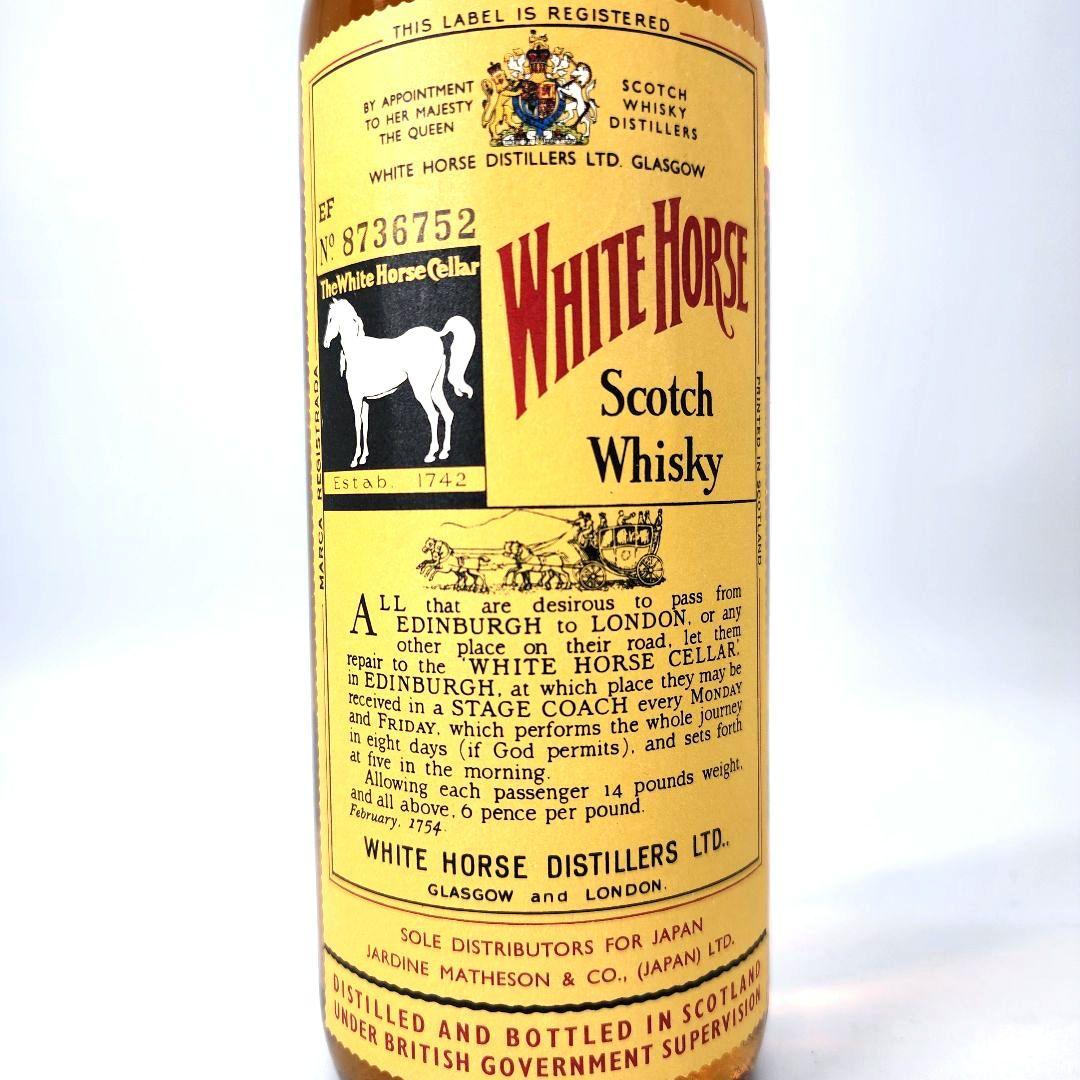 THIS LABEL IS REGISTERED
BY APPOINTMENT
TO HER MAJESTY
THE QUEEN
SCOTCH
WHISKY
DISTILLERS
WHITE HORSE DISTILLERS LTD. GLASGOW
EF
Nº 8736752
The White Horse Cellar
Estab. 1742
MARCA REGISTRADA
WHITE HORSE
Scotch
Whisky
PRINTED IN SCOTLAND
ALL that are desirous to pass from
EDINBURGH to LONDON, or any
other place on their road, let them
repair to the 'WHITE HORSE CELLAR'
in EDINBURGH, at which place they may be
received in a STAGE COACH every MONDAY
and FRIDAY, which performs the whole journey
in eight days (if God permits), and sets forth
at five in the morning.
Allowing each passenger 14 pounds weight,
and all above, 6 pence per pound.
February, 1754.
WHITE HORSE DISTILLERS LTD.,
GLASGOW and LONDON.
SOLE DISTRIBUTORS FOR JAPAN
JARDINE MATHESON & CO., (JAPAN) LTD.
DISTILLED AND BOTTLED IN SCOTLAND
UNDER BRITISH GOVERNMENT SUPERVISION